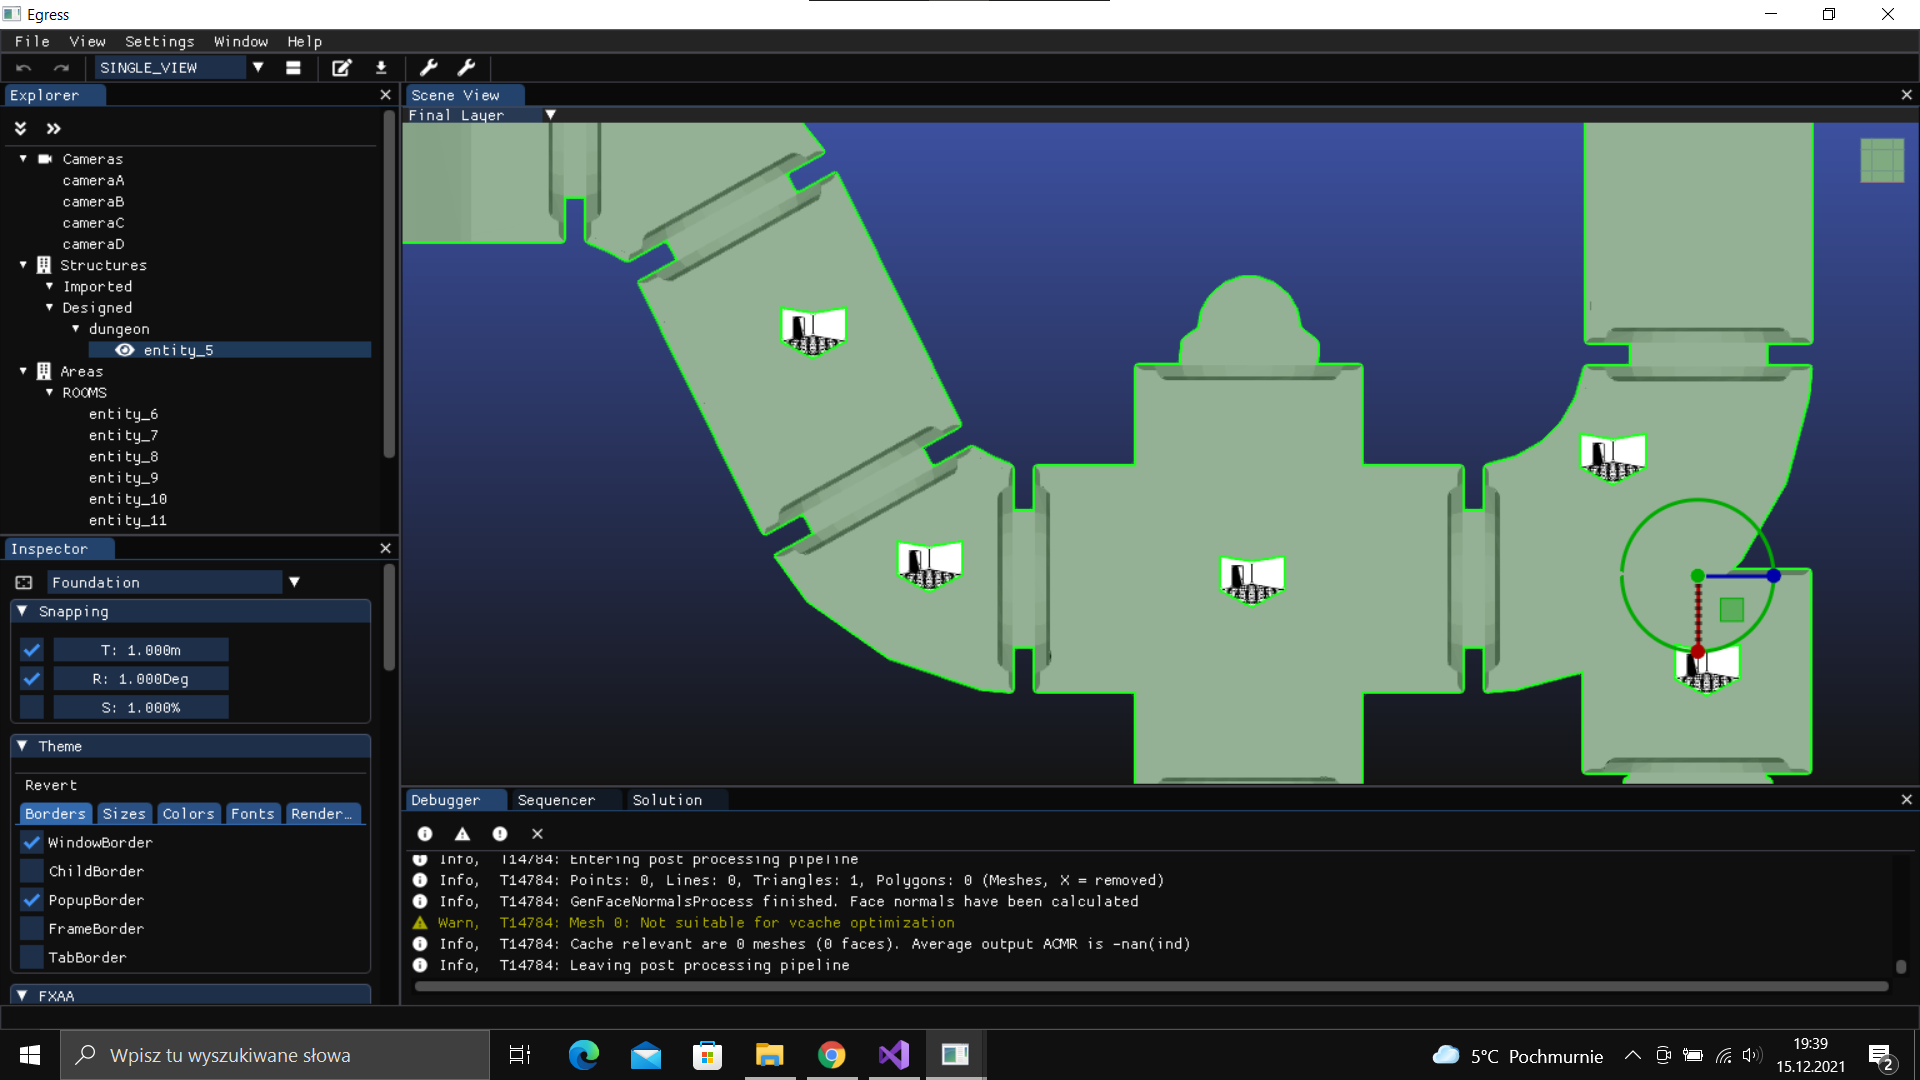 Egress
File View Settings Window Help
SINGLE_VIEW
Explorer
Cameras
cameraA
cameraB
cameraC
cameraD
Structures
Imported
Designed
dungeon
entity_5
Areas
ROOMS
entity_6
entity_7
entity_8
entity_9
entity_10
entity_11
Scene View
Final Layer
Inspector
Foundation
Snapping
T: 1.000m
R: 1.000Deg
S: 1.000%
Theme
Revert
Borders Sizes Colors Fonts Render…
WindowBorder
ChildBorder
PopupBorder
FrameBorder
TabBorder
FXAA
Debugger Sequencer Solution
Info, T14784: Entering post processing pipeline
Info, T14784: Points: 0, Lines: 0, Triangles: 1, Polygons: 0 (Meshes, X = removed)
Info, T14784: GenFaceNormalsProcess finished. Face normals have been calculated
Warn, T14784: Mesh 0: Not suitable for vcache optimization
Info, T14784: Cache relevant are 0 meshes (0 faces). Average output ACMR is -nan(ind)
Info, T14784: Leaving post processing pipeline
Wpisz tu wyszukiwane słowa
5°C Pochmurnie
19:39
15.12.2021
2